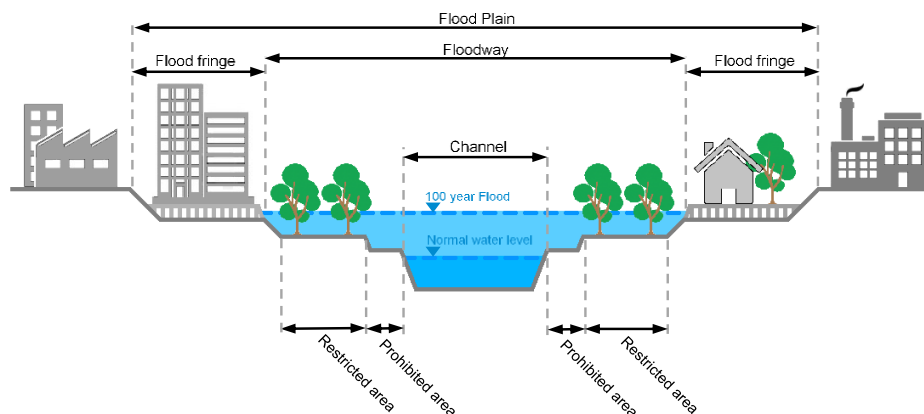 Flood Plain
Floodway
Flood fringe
Flood fringe
Channel
100 year Flood
Normal water level
Restricted area
Prohibited area
Prohibited area
Restricted area